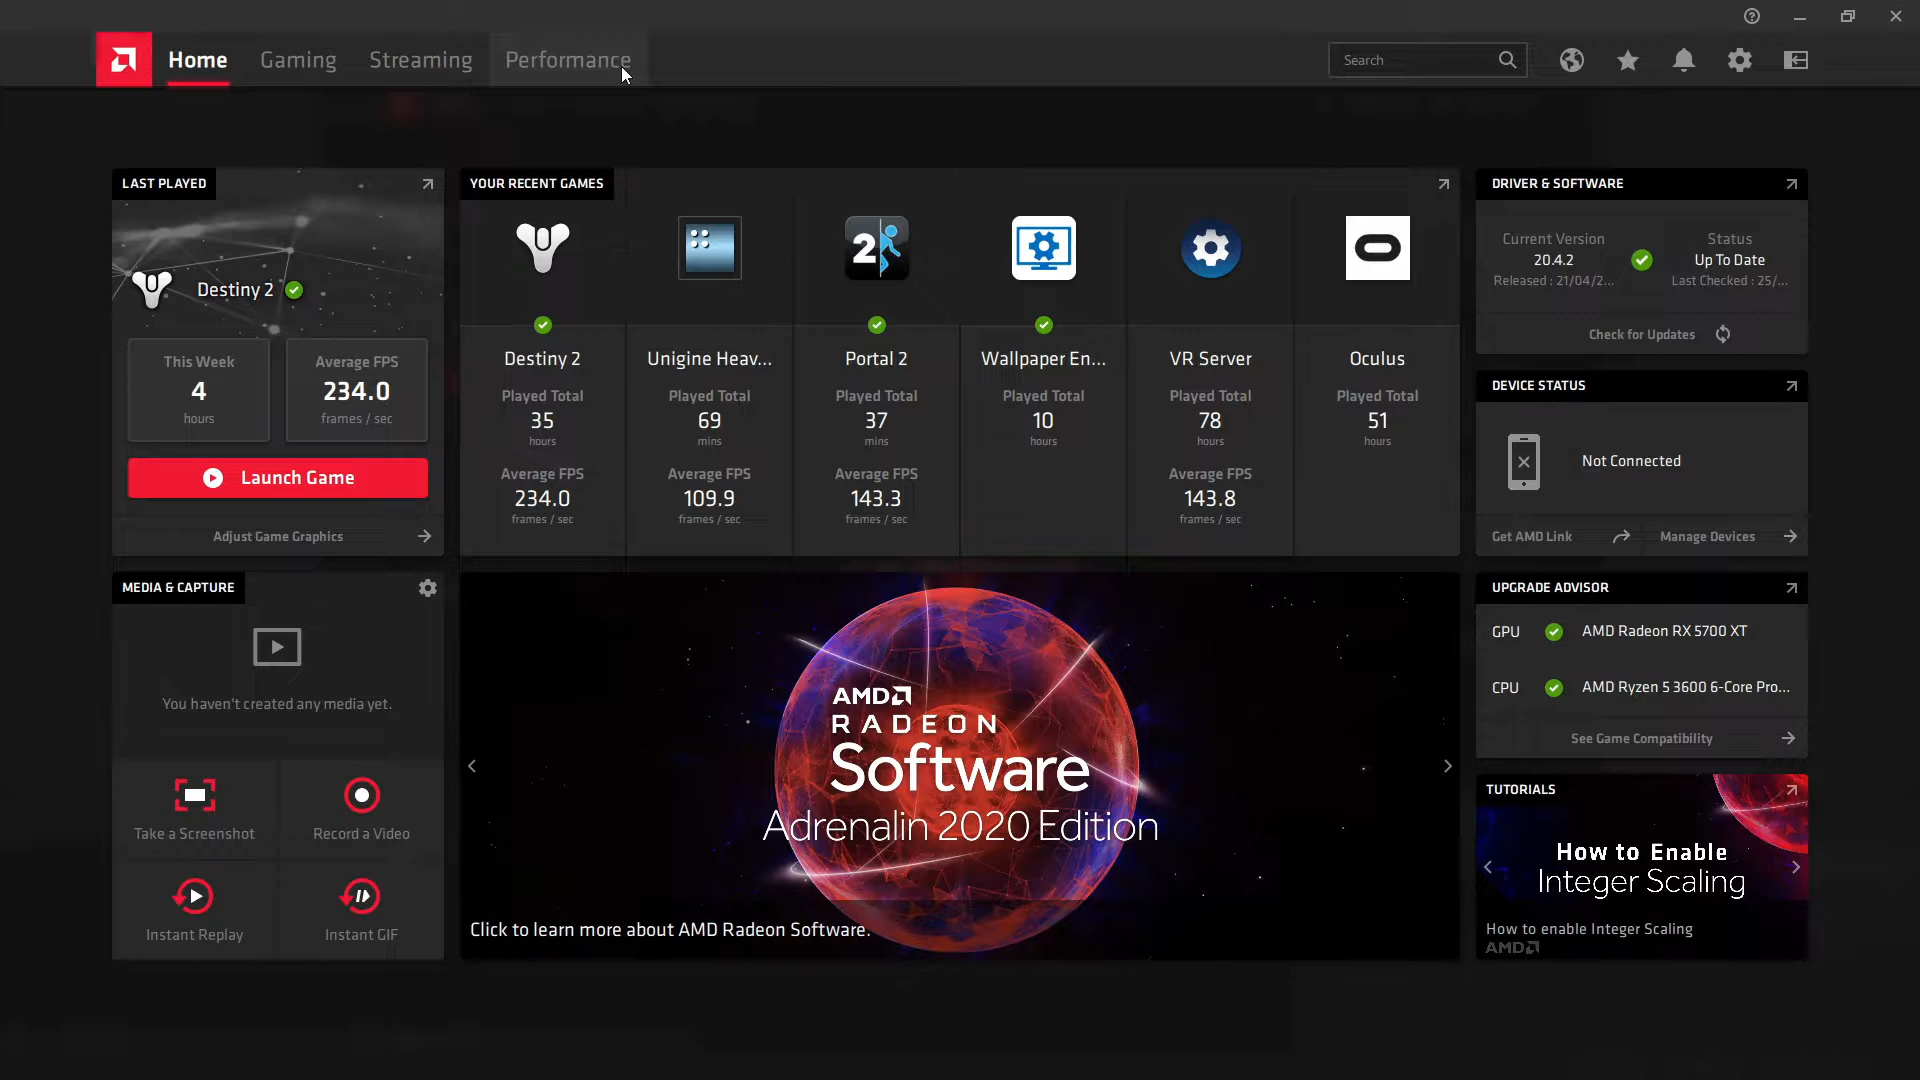 Home Gaming Streaming Performance Search
LAST PLAYED
Destiny 2
This Week
4
hours
Average FPS
234.0
frames / sec
Launch Game
Adjust Game Graphics
YOUR RECENT GAMES
Destiny 2
Played Total
35
hours
Average FPS
234.0
frames / sec
Unigine Heav...
Played Total
69
mins
Average FPS
109.9
frames / sec
2
Portal 2
Played Total
37
mins
Average FPS
143.3
frames / sec
Wallpaper En...
Played Total
10
hours
VR Server
Played Total
78
hours
Average FPS
143.8
frames / sec
Oculus
Played Total
51
hours
DRIVER & SOFTWARE
Current Version
20.4.2
Released : 21/04/2...
Status
Up To Date
Last Checked : 25/...
Check for Updates
DEVICE STATUS
Not Connected
Get AMD Link
Manage Devices
MEDIA & CAPTURE
You haven't created any media yet.
Take a Screenshot
Record a Video
Instant Replay
Instant GIF
AMD
RADEON
Software
Adrenalin 2020 Edition
Click to learn more about AMD Radeon Software.
UPGRADE ADVISOR
GPU AMD Radeon RX 5700 XT
CPU AMD Ryzen 5 3600 6-Core Pro...
See Game Compatibility
TUTORIALS
How to Enable
Integer Scaling
How to enable Integer Scaling
AMD